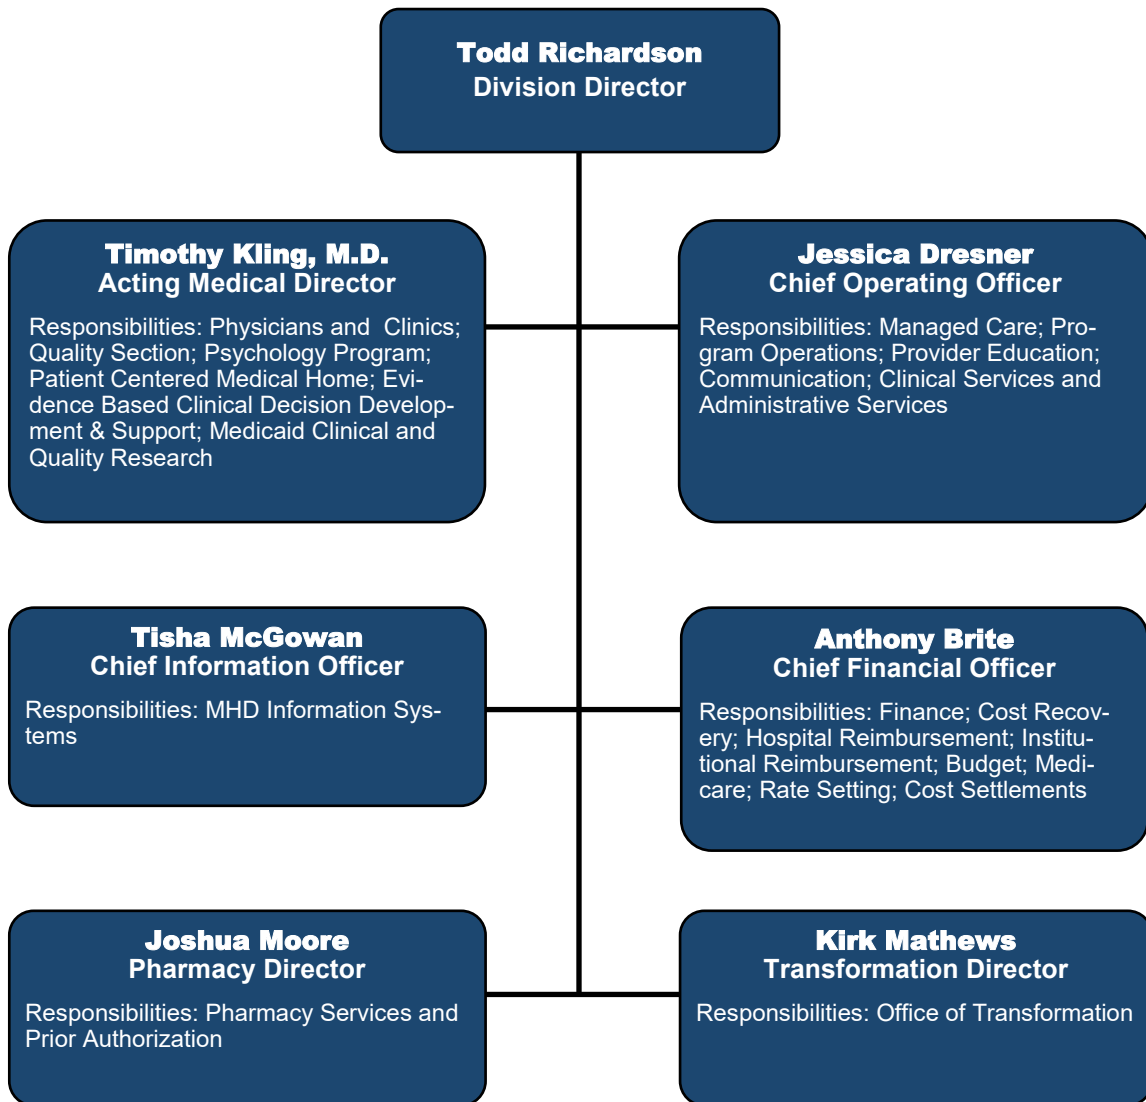 Todd Richardson
Division Director
Timothy Kling, M.D.
Acting Medical Director
Responsibilities: Physicians and  Clinics;
Quality Section; Psychology Program;
Patient Centered Medical Home; Evi-
dence Based Clinical Decision Develop-
ment & Support; Medicaid Clinical and
Quality Research
Jessica Dresner
Chief Operating Officer
Responsibilities: Managed Care; Pro-
gram Operations; Provider Education;
Communication; Clinical Services and
Administrative Services
Tisha McGowan
Chief Information Officer
Responsibilities: MHD Information Sys-
tems
Anthony Brite
Chief Financial Officer
Responsibilities: Finance; Cost Recov-
ery; Hospital Reimbursement; Institu-
tional Reimbursement; Budget; Medi-
care; Rate Setting; Cost Settlements
Joshua Moore
Pharmacy Director
Responsibilities: Pharmacy Services and
Prior Authorization
Kirk Mathews
Transformation Director
Responsibilities: Office of Transformation